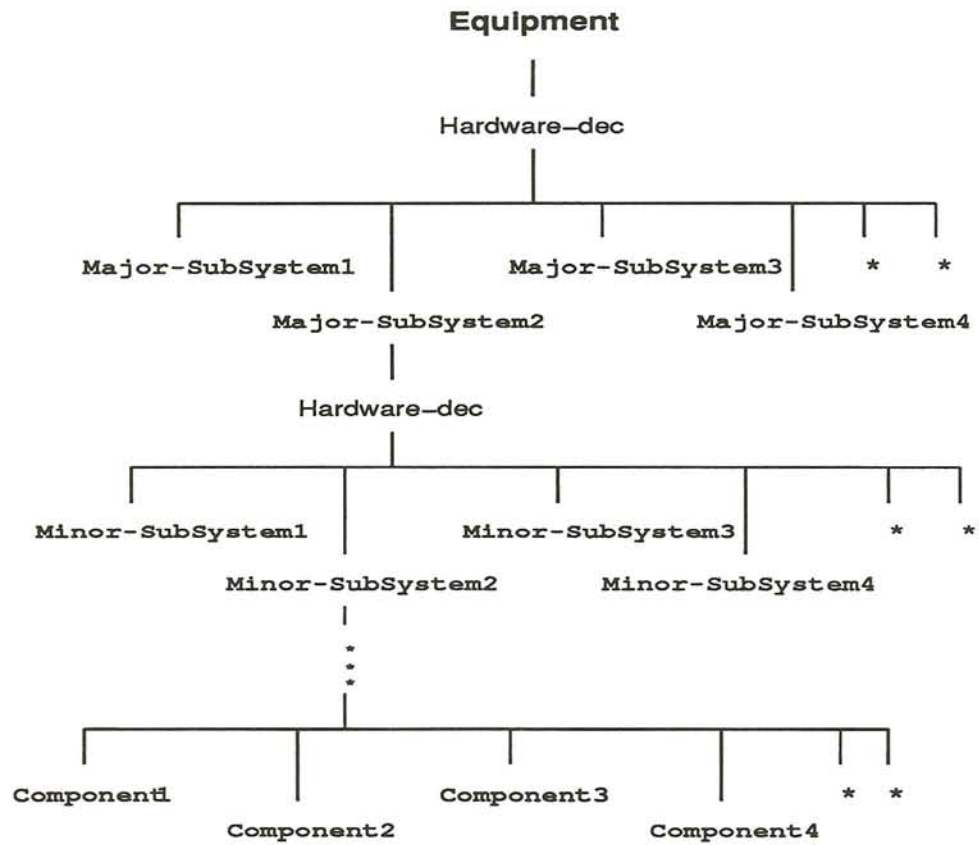 Equipment
Hardware–dec
Major-SubSystem1 Major-SubSystem3 * *
Major-SubSystem2 Major-SubSystem4
Hardware–dec
Minor-SubSystem1 Minor-SubSystem3 * *
Minor-SubSystem2 Minor-SubSystem4
*
*
*
Component1 Component3 * *
Component2 Component4